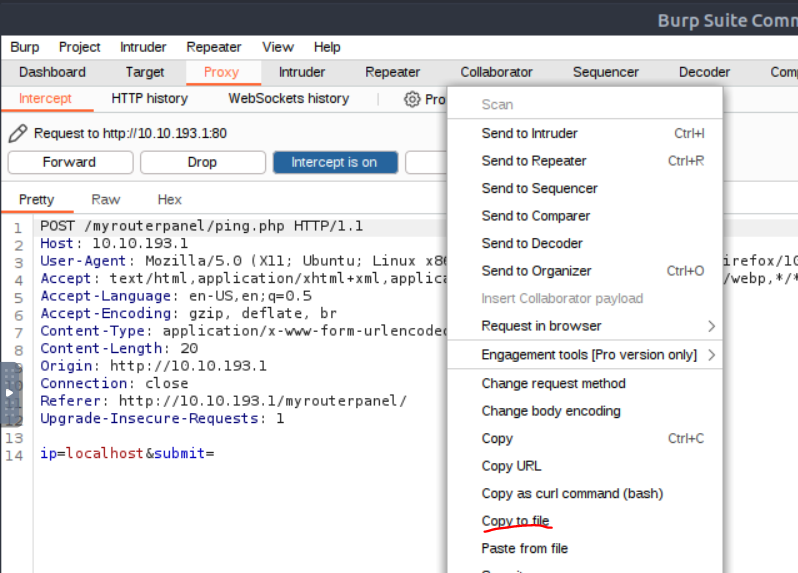 Burp Suite Comm
Burp Project Intruder Repeater View Help
Dashboard Target Proxy Intruder Repeater Collaborator Sequencer Decoder Comp
Intercept HTTP history WebSockets history Pro
Request to http://10.10.193.1:80
Forward Drop Intercept is on
Pretty Raw Hex
1 POST /myrouterpanel/ping.php HTTP/1.1
2 Host: 10.10.193.1
3 User-Agent: Mozilla/5.0 (X11; Ubuntu; Linux x86 irefox/10
4 Accept: text/html,application/xhtml+xml,applica /webp,*/*
5 Accept-Language: en-US,en;q=0.5
6 Accept-Encoding: gzip, deflate, br
7 Content-Type: application/x-www-form-urlencoded
8 Content-Length: 20
9 Origin: http://10.10.193.1
10 Connection: close
11 Referer: http://10.10.193.1/myrouterpanel/
12 Upgrade-Insecure-Requests: 1
13
14 ip=localhost&submit=
Scan
Send to Intruder Ctrl+I
Send to Repeater Ctrl+R
Send to Sequencer
Send to Comparer
Send to Decoder
Send to Organizer Ctrl+O
Insert Collaborator payload
Request in browser
Engagement tools [Pro version only]
Change request method
Change body encoding
Copy Ctrl+C
Copy URL
Copy as curl command (bash)
Copy to file
Paste from file